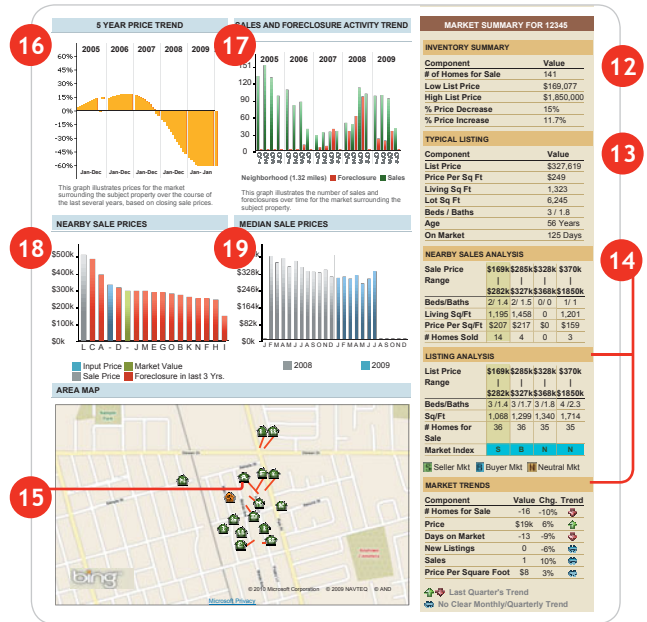 5 YEAR PRICE TREND
16
2005 2006 2007 2008 2009
60%
45%
30%
15%
0%
-15%
-30%
-45%
-60%
Jan-Dec Jan-Dec Jan-Dec Jan-Dec Jan- Jan
This graph illustrates prices for the market
surrounding the subject property over the course of
the last several years, based on closing sale prices.
SALES AND FORECLOSURE ACTIVITY TREND
17
2005 2006 2007 2008 2009
151
121
91
60
30
0
Neighborhood (1.32 miles) Foreclosure Sales
This graph illustrates the number of sales and
foreclosures over time for the market surrounding the
subject property.
NEARBY SALE PRICES
18
$500k
$400k
$300k
$200k
$100k
$0k
L C A - D - J M E G O B K N F H I
Input Price Market Value
Sale Price Foreclosure in last 3 Yrs.
MEDIAN SALE PRICES
19
$328k
$246k
$164k
$82k
$0k
J F M A M J J A S O N D J F M A M J J A S O N D
2008 2009
AREA MAP
15
bing
© 2010 Microsoft Corporation © 2009 NAVTEQ © AND
Microsoft Privacy
MARKET SUMMARY FOR 12345
INVENTORY SUMMARY
12
Component Value
# of Homes for Sale 141
Low List Price $169,077
High List Price $1,850,000
% Price Decrease 15%
% Price Increase 11.7%
TYPICAL LISTING
13
Component Value
List Price $327,619
Price Per Sq Ft $249
Living Sq Ft 1,323
Lot Sq Ft 6,245
Beds / Baths 3 / 1.8
Age 56 Years
On Market 125 Days
NEARBY SALES ANALYSIS
14
Sale Price $169k $285k $328k $370k
Range | | | |
$282k $327k $368k $1850k
Beds/Baths 2/ 1.4 2/ 1.5 0/ 0 1/ 1
Living Sq/Ft 1,195 1,458 0 1,201
Price Per Sq/Ft $207 $217 $0 $159
# Homes Sold 14 4 0 3
LISTING ANALYSIS
List Price $169k $285k $328k $370k
Range | | | |
$282k $327k $368k $1850k
Beds/Baths 3 /1.4 3 /1.7 3 /1.8 4 /2.3
Sq/Ft 1,068 1,299 1,340 1,714
# Homes for 36 36 35 35
Sale
Market Index S B N N
S Seller Mkt B Buyer Mkt N Neutral Mkt
MARKET TRENDS
Component Value Chg. Trend
# Homes for Sale -16 -10%
Price $19k 6%
Days on Market -13 -9%
New Listings 0 -6%
Sales 1 10%
Price Per Square Foot $8 3%
Last Quarter's Trend
No Clear Monthly/Quarterly Trend